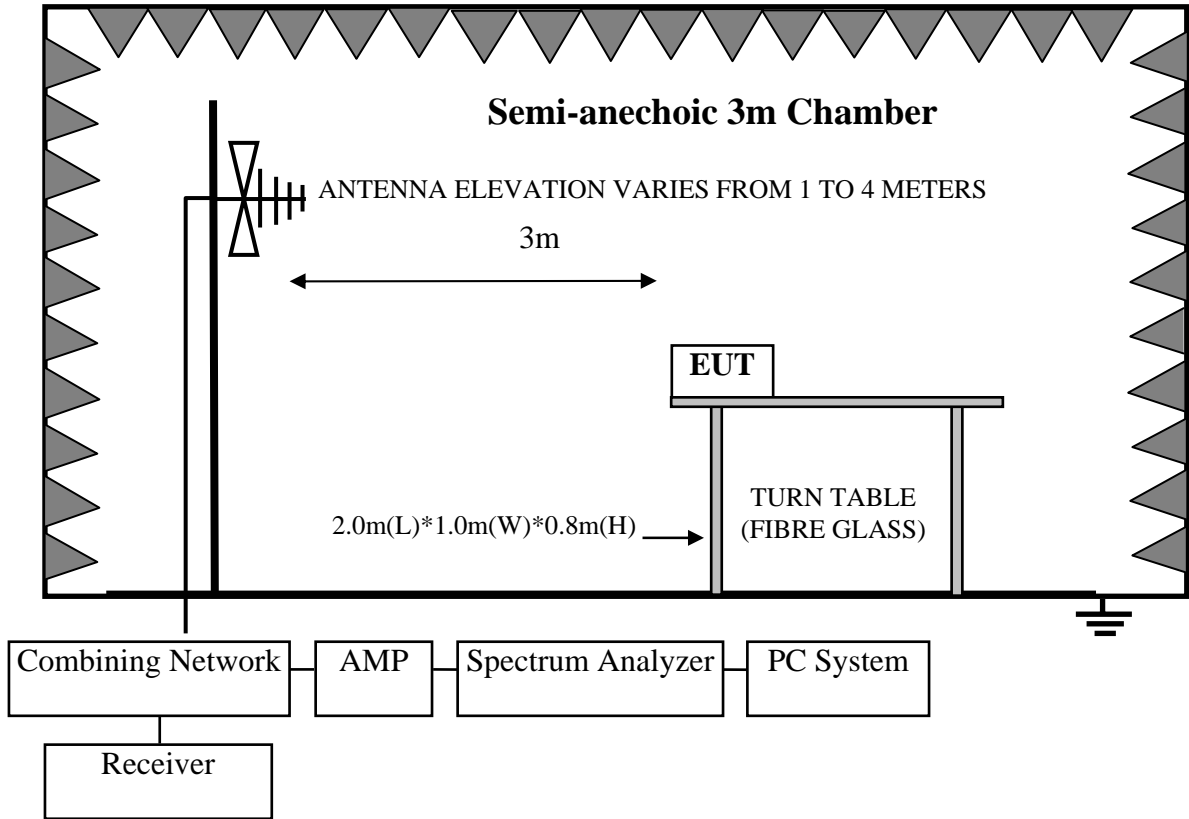 Semi-anechoic 3m Chamber
ANTENNA ELEVATION VARIES FROM 1 TO 4 METERS
3m
EUT
TURN TABLE
(FIBRE GLASS)
2.0m(L)*1.0m(W)*0.8m(H)
Combining Network
AMP
Spectrum Analyzer
PC System
Receiver